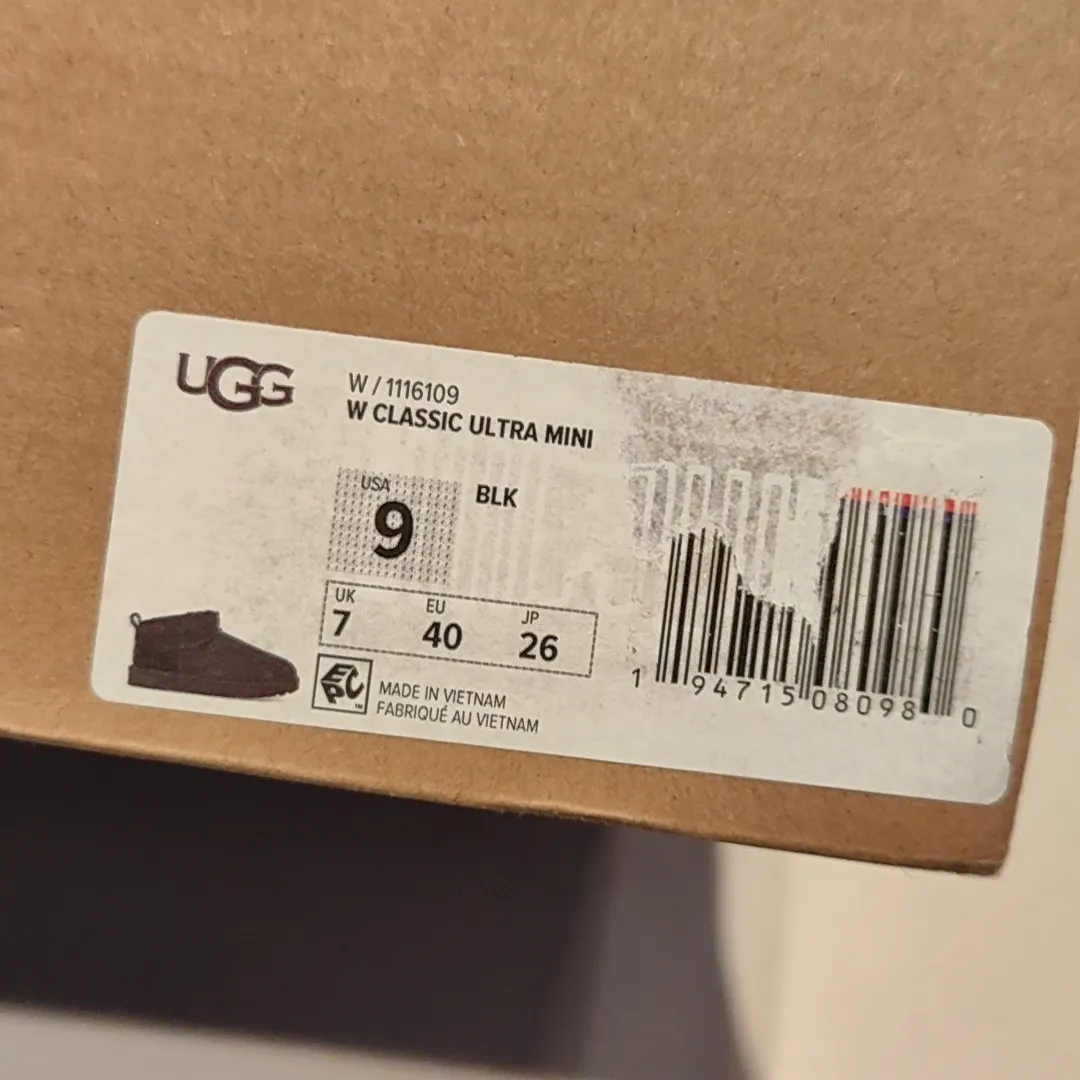 UGG
W / 1116109
W CLASSIC ULTRA MINI
USA
9
BLK
UK
7
EU
40
JP
26
EPC™
MADE IN VIETNAM
FABRIQUÉ AU VIETNAM
1 94715 08098 0